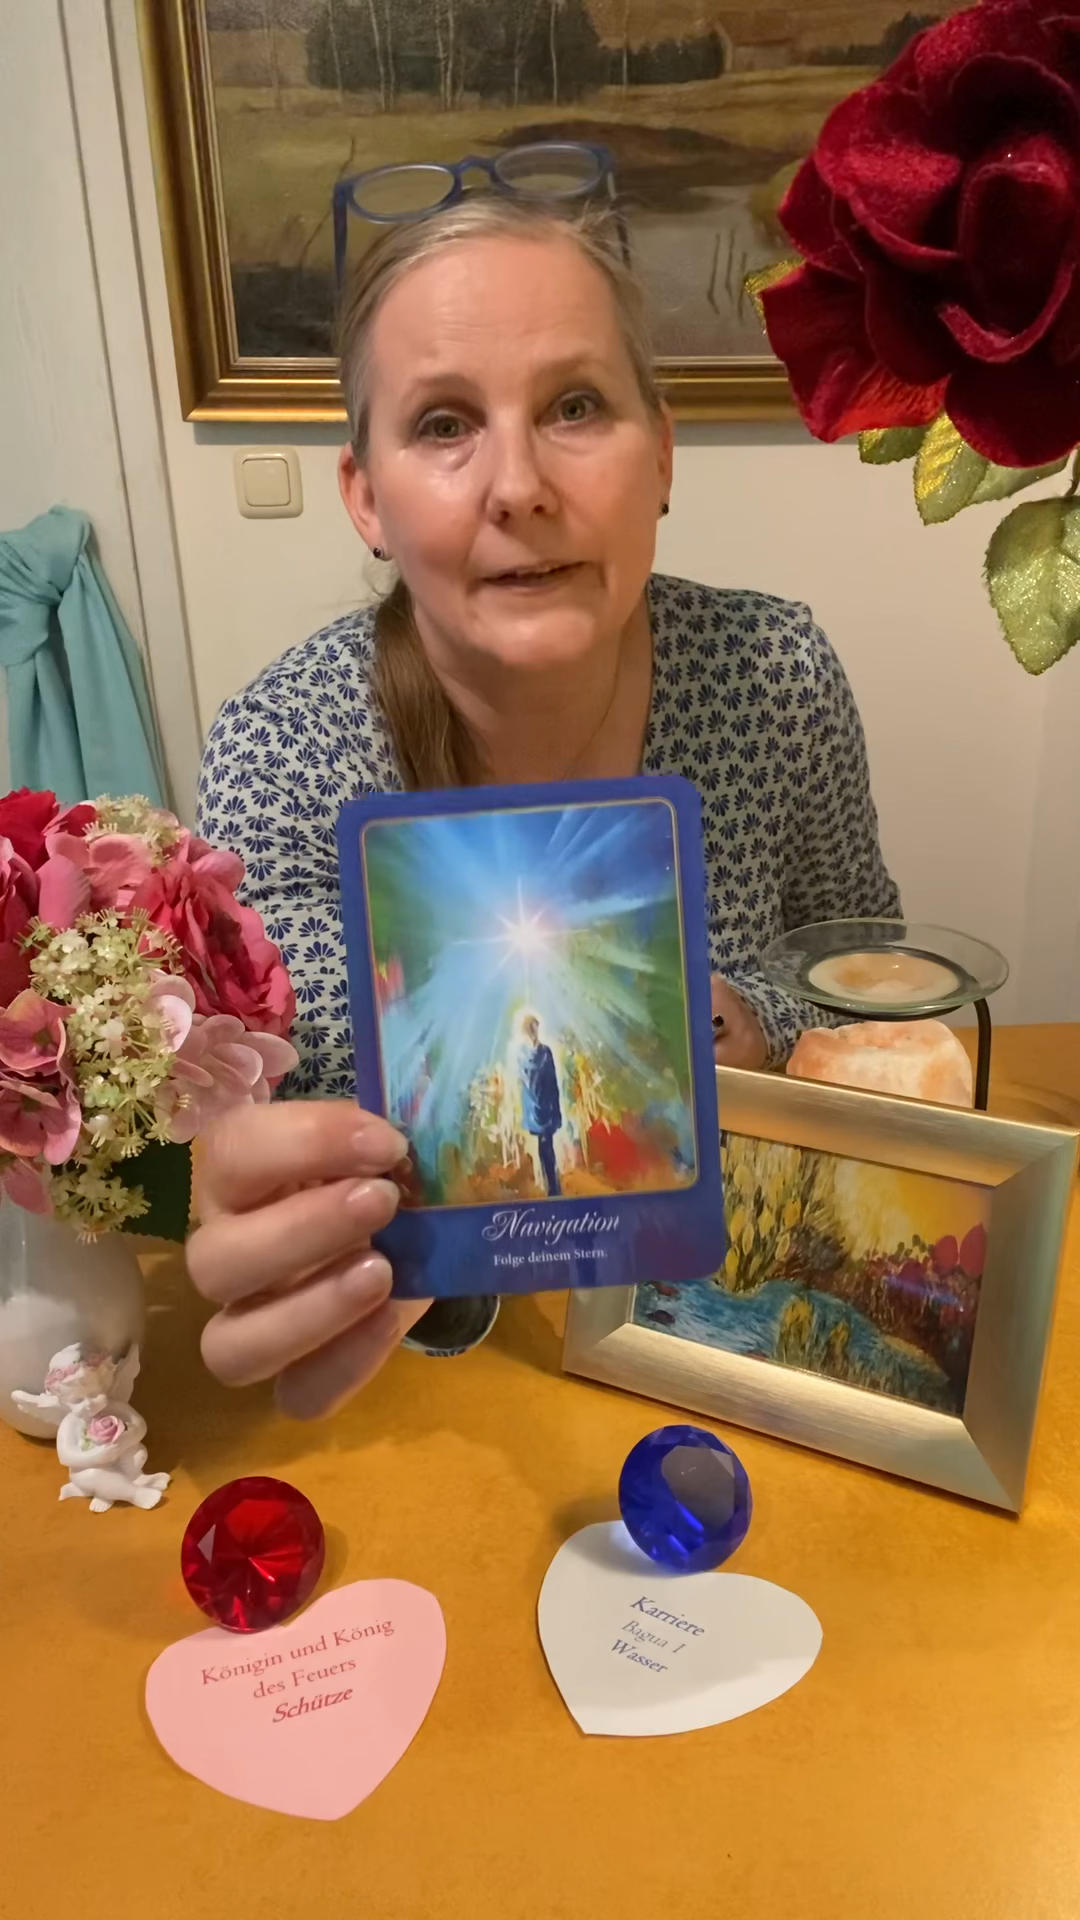 Navigation
Folge deinem Stern.
Königin und König
des Feuers
Schütze
Karriere
Bagua 1
Wasser